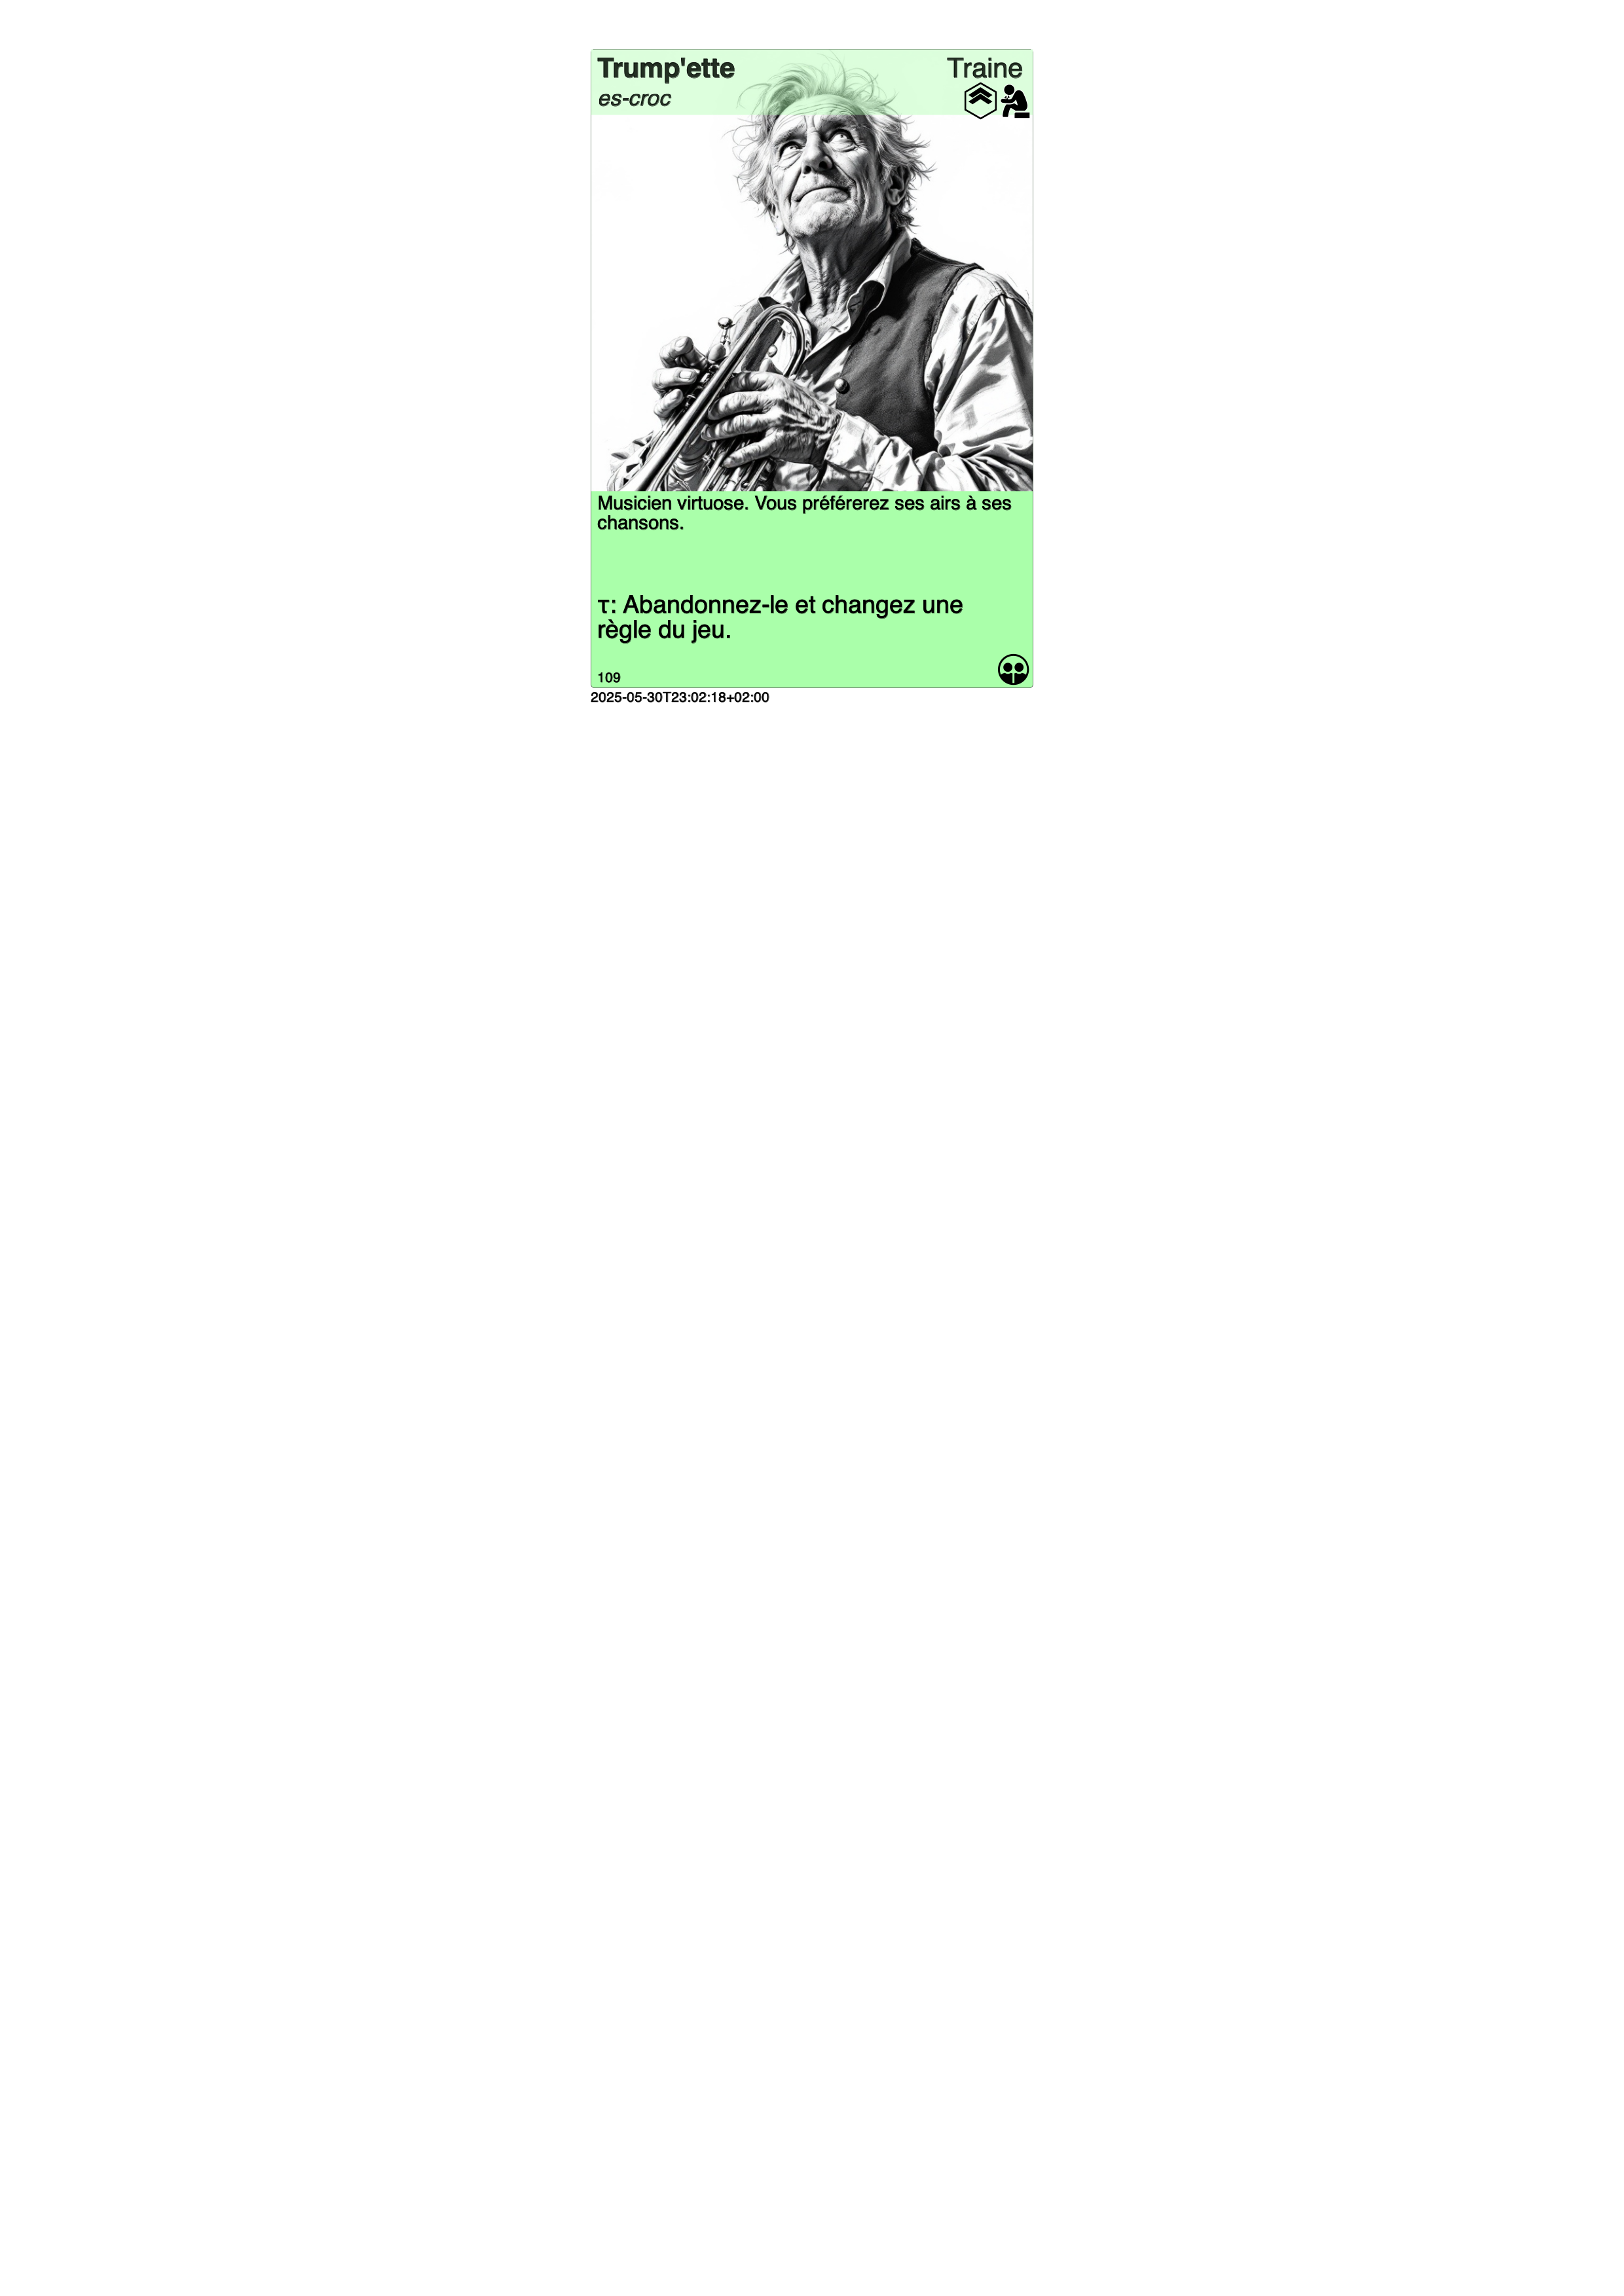 Trump'ette
Traine
es-croc
Musicien virtuose. Vous préférerez ses airs à ses
chansons.
τ: Abandonnez-le et changez une
règle du jeu.
109
2025-05-30T23:02:18+02:00